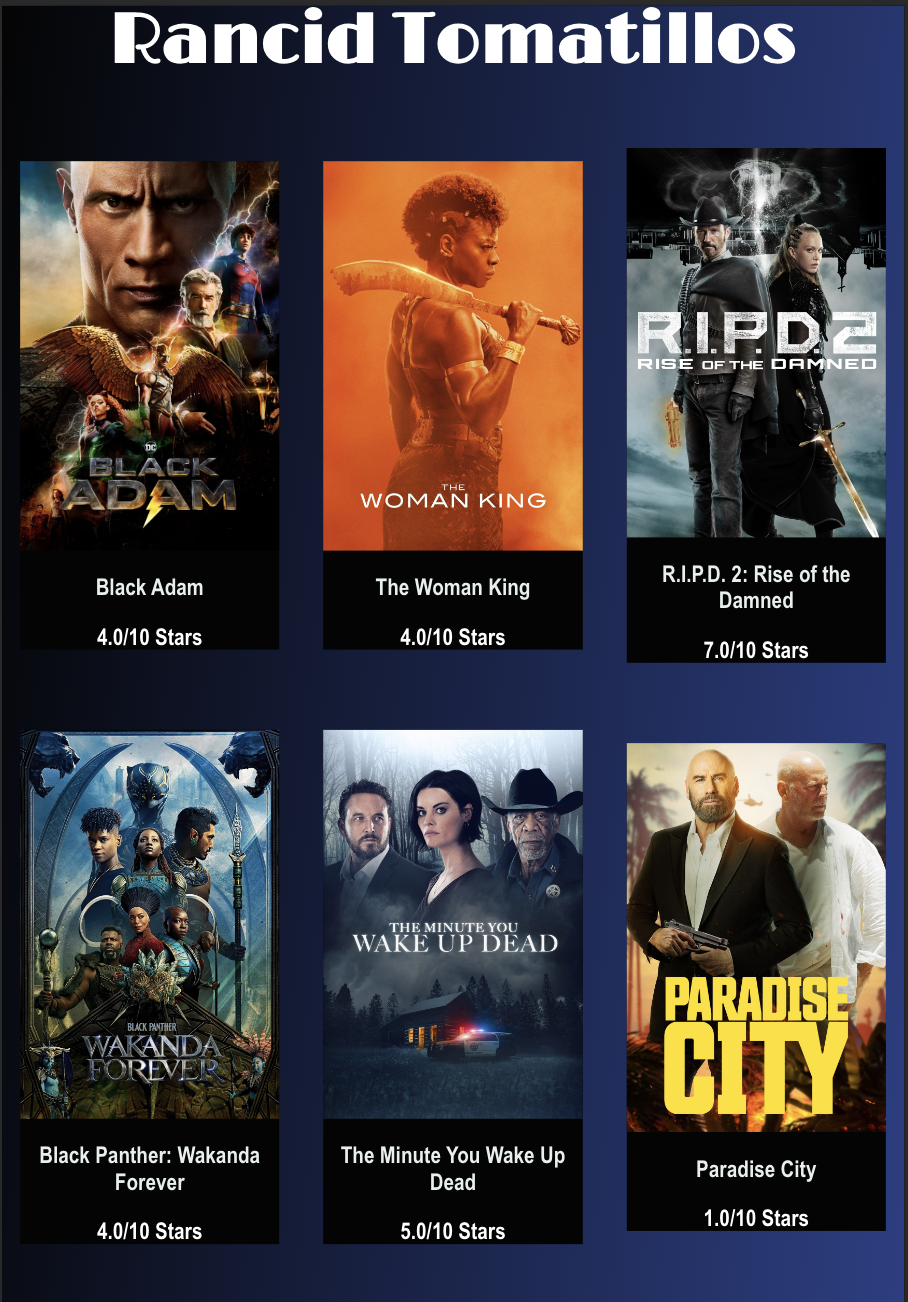 Rancid Tomatillos
DC
BLACK
ADAM
Black Adam
4.0/10 Stars
THE
WOMAN KING
The Woman King
4.0/10 Stars
R.I.P.D. 2
RISE OF THE DAMNED
R.I.P.D. 2: Rise of the
Damned
7.0/10 Stars
BLACK PANTHER
WAKANDA
FOREVER
Black Panther: Wakanda
Forever
4.0/10 Stars
THE MINUTE YOU
WAKE UP DEAD
The Minute You Wake Up
Dead
5.0/10 Stars
PARADISE
CITY
Paradise City
1.0/10 Stars